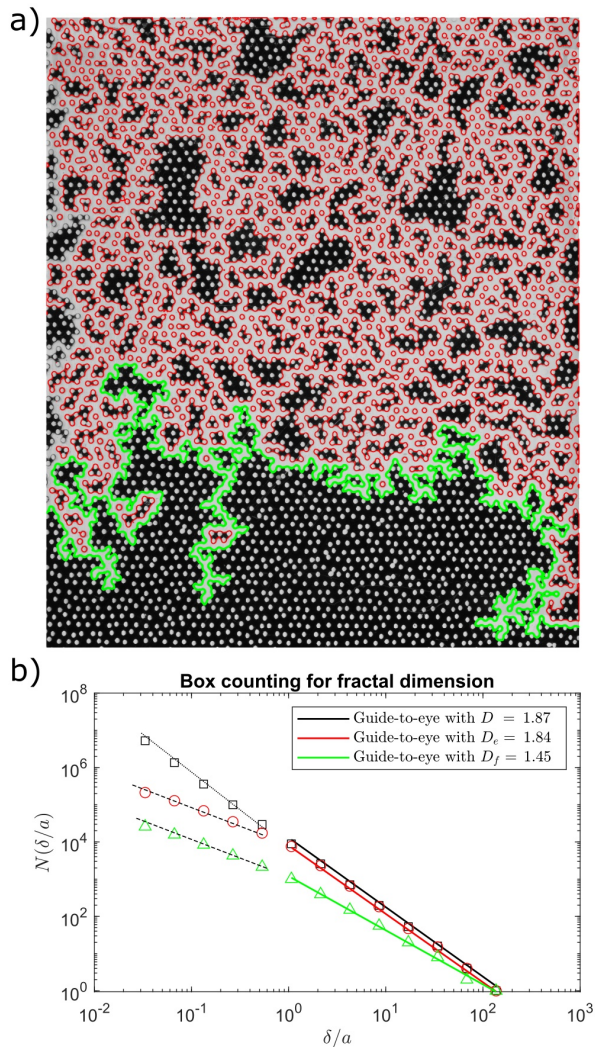 a)
b)
Box counting for fractal dimension
10^8
10^6
10^4
10^2
10^0
N(δ/a)
Guide-to-eye with D = 1.87
Guide-to-eye with D_e = 1.84
Guide-to-eye with D_f = 1.45
10^-2
10^-1
10^0
10^1
10^2
10^3
δ/a